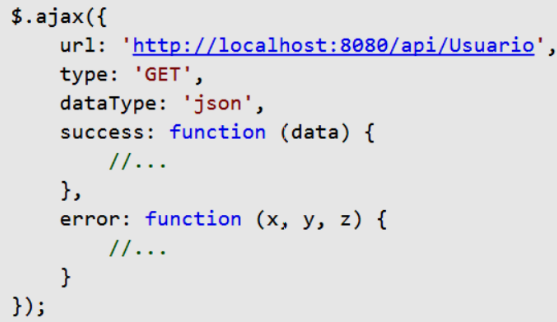 $.ajax({
    url: 'http://localhost:8080/api/Usuario',
    type: 'GET',
    dataType: 'json',
    success: function (data) {
        //...
    },
    error: function (x, y, z) {
        //...
    }
});